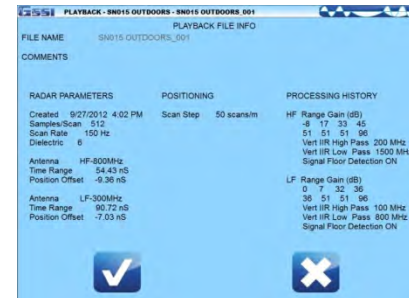 GSSI PLAYBACK - SN015 OUTDOORS - SN015 OUTDOORS_001
PLAYBACK FILE INFO
FILE NAME SN015 OUTDOORS_001
COMMENTS
RADAR PARAMETERS
Created 9/27/2012 4:02 PM
Samples/Scan 512
Scan Rate 150 Hz
Dielectric 6
Antenna HF-800MHz
Time Range 54.43 nS
Position Offset -9.36 nS
Antenna LF-300MHz
Time Range 90.72 nS
Position Offset -7.03 nS
POSITIONING
Scan Step 50 scans/m
PROCESSING HISTORY
HF Range Gain (dB)
-8 17 33 45
51 51 51 96
Vert IIR High Pass 200 MHz
Vert IIR Low Pass 1500 MHz
Signal Floor Detection ON
LF Range Gain (dB)
0 7 32 36
36 51 51 96
Vert IIR High Pass 100 MHz
Vert IIR Low Pass 800 MHz
Signal Floor Detection ON